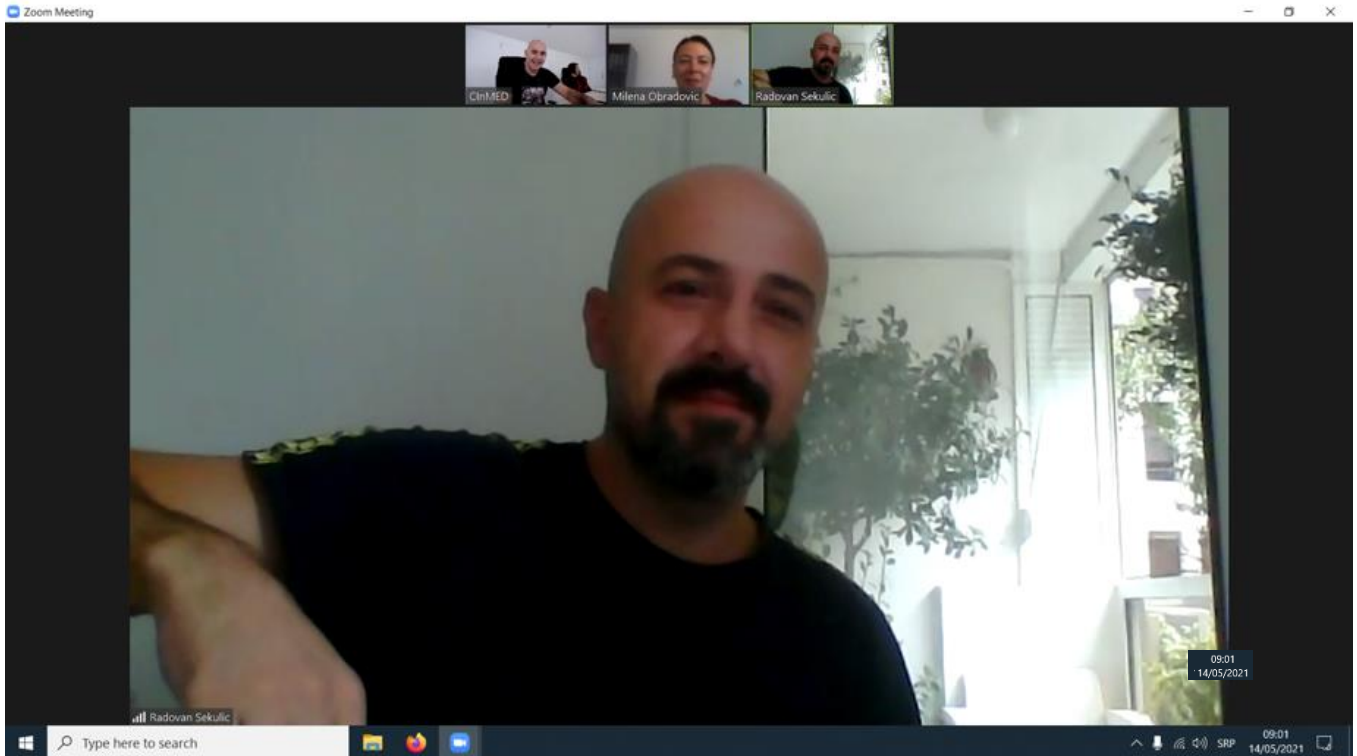 Zoom Meeting
CInMED
Milena Obradovic
Radovan Sekulic
Radovan Sekulic
09:01
14/05/2021
Type here to search
SRP
09:01
14/05/2021